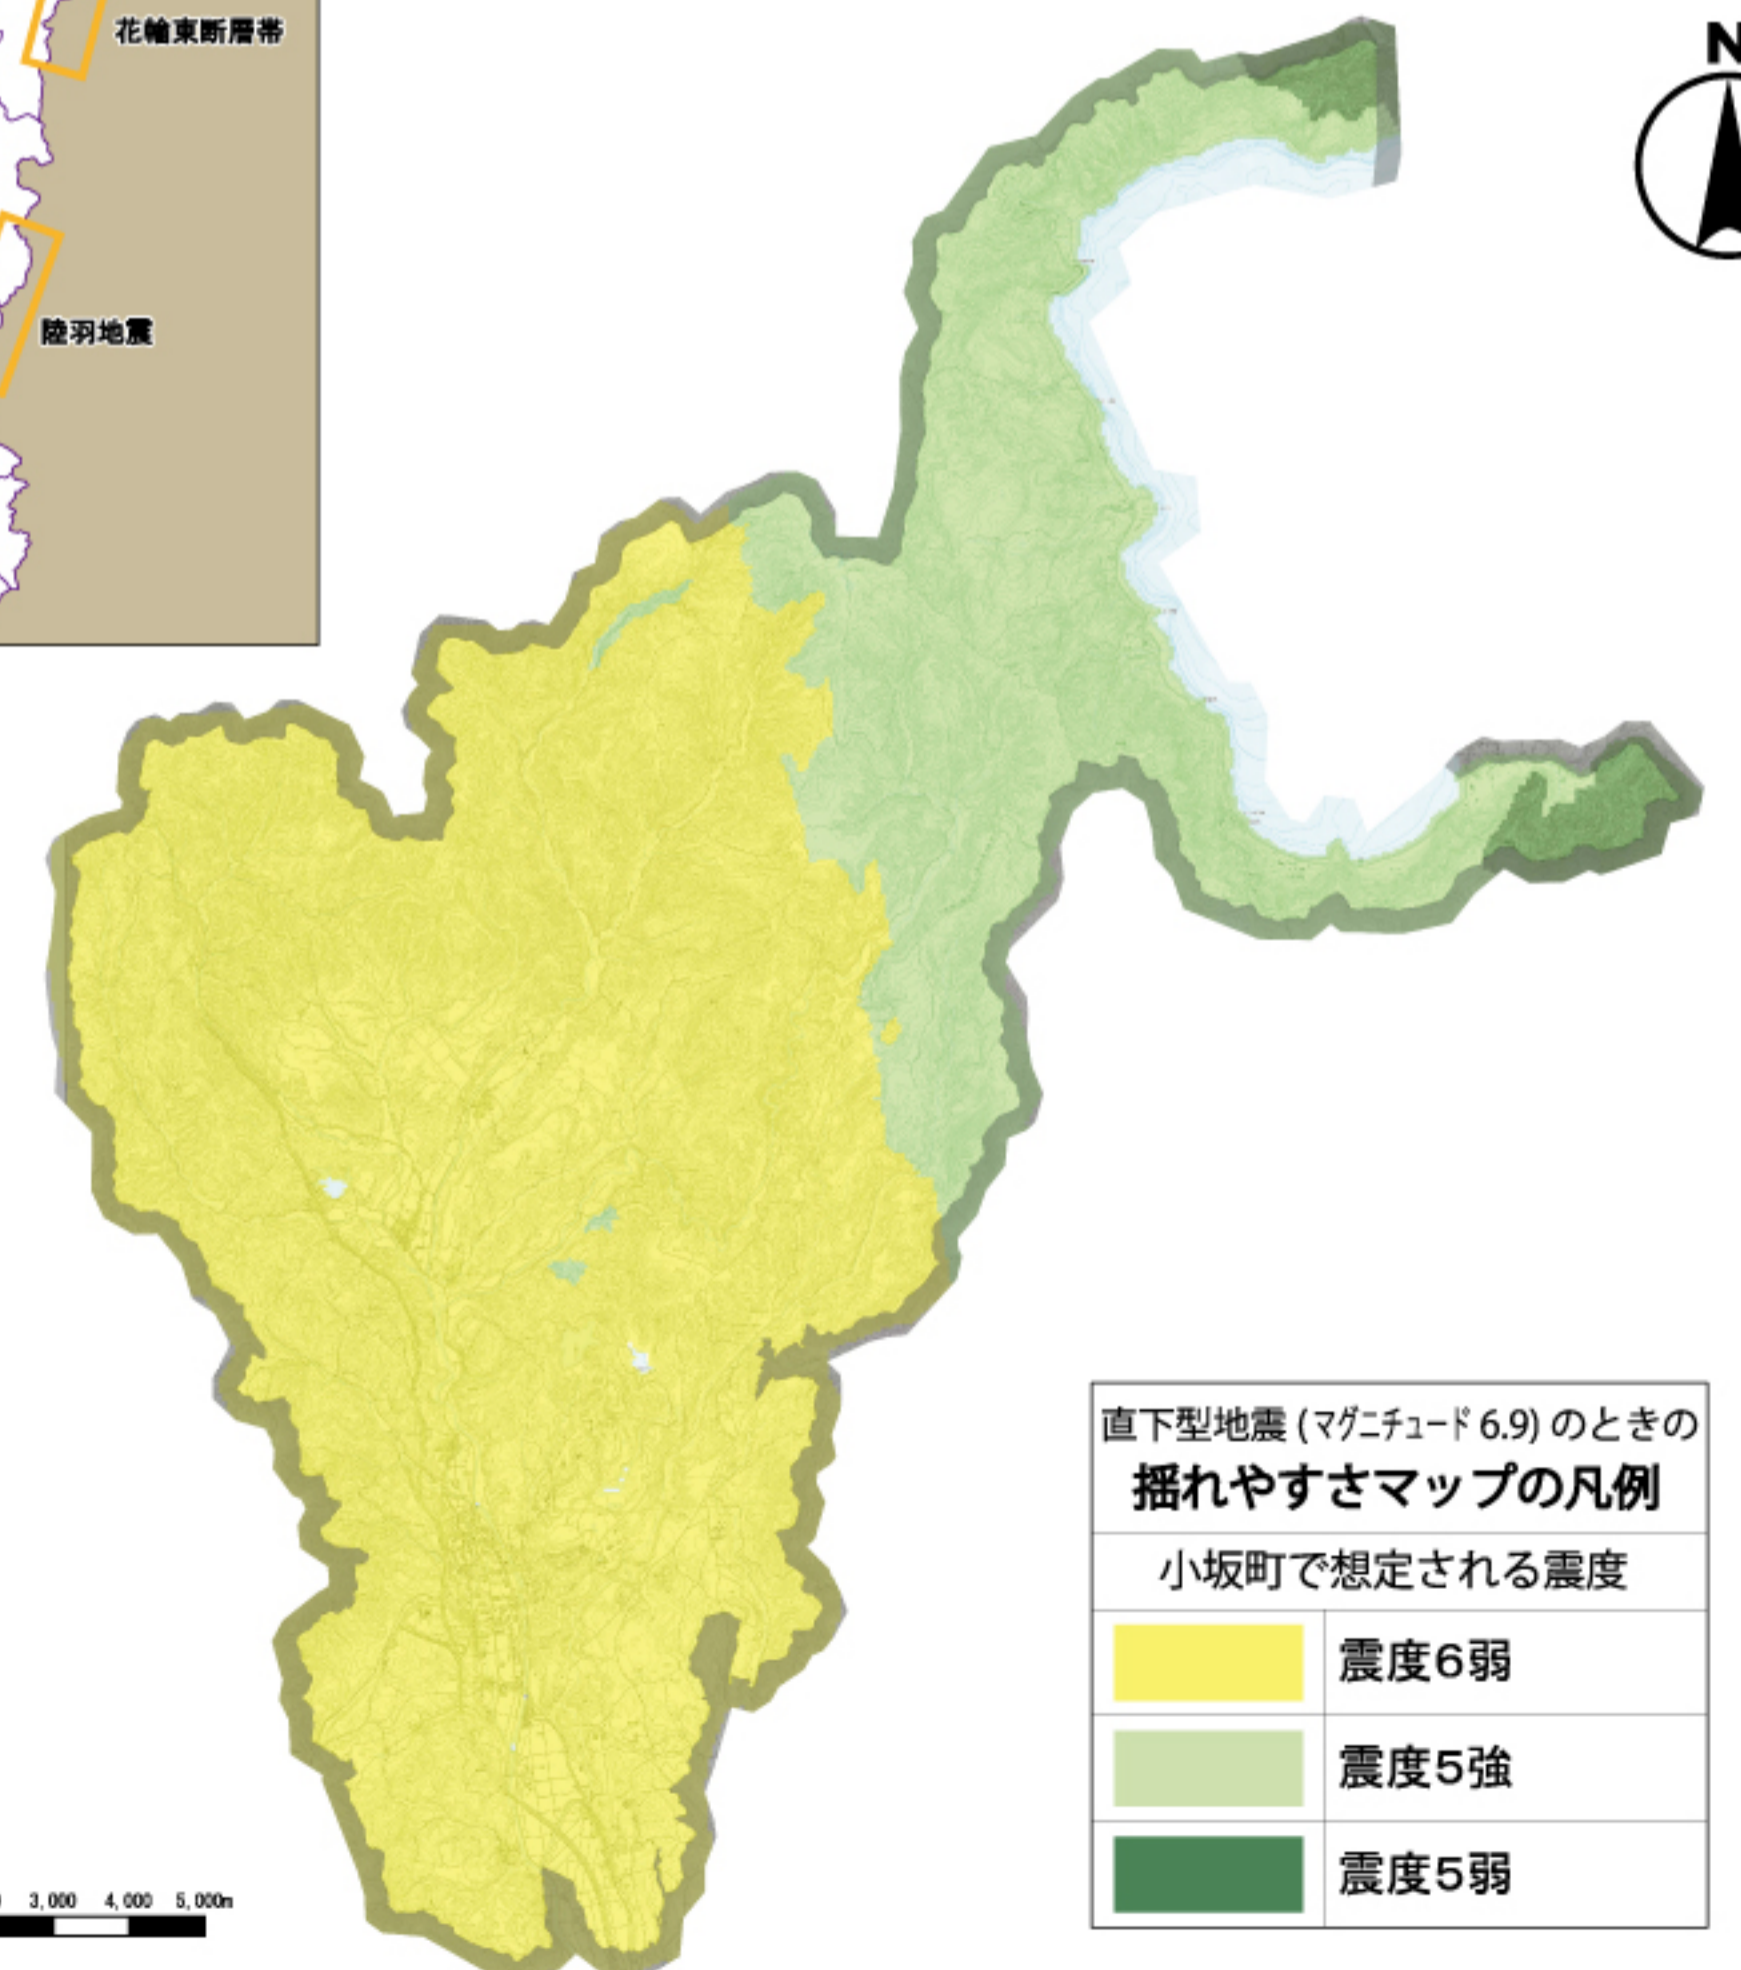 花輪東断層帯
N
陸羽地震
直下型地震 (ﾏｸﾞﾆﾁｭｰﾄﾞ 6.9) のときの
揺れやすさマップの凡例
小坂町で想定される震度
震度6弱
震度5強
震度5弱
3,000 4,000 5,000m